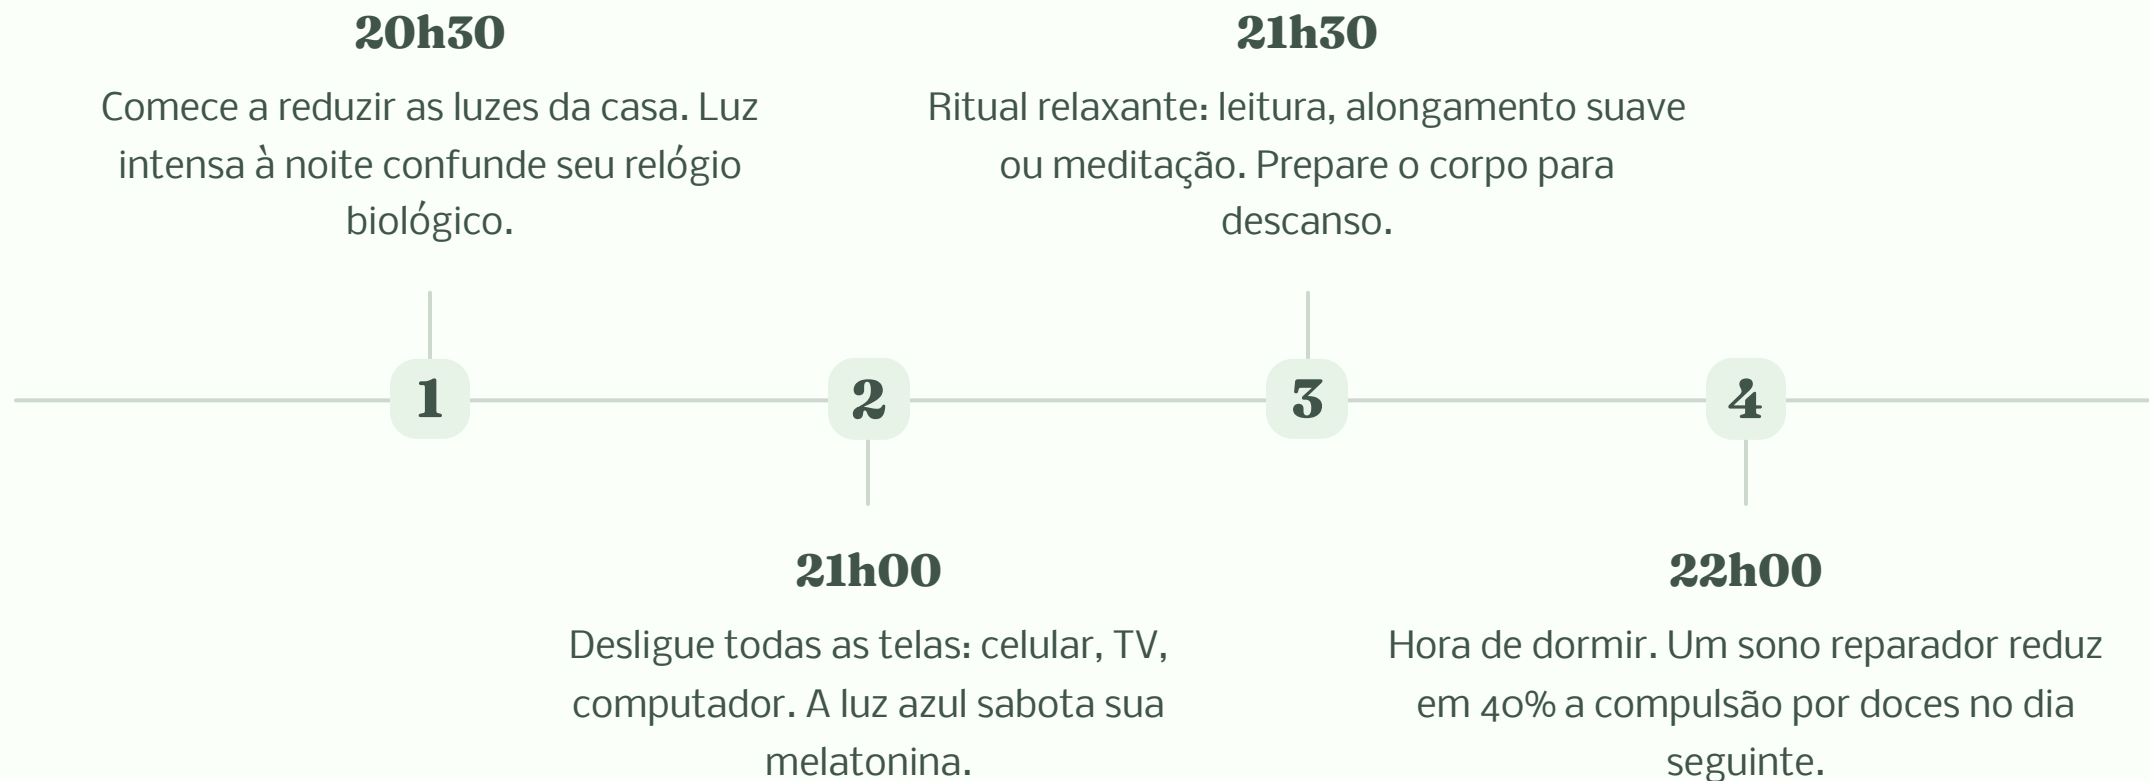 20h30
Comece a reduzir as luzes da casa. Luz
intensa à noite confunde seu relógio
biológico.
21h30
Ritual relaxante: leitura, alongamento suave
ou meditação. Prepare o corpo para
descanso.
1
2
3
4
21h00
Desligue todas as telas: celular, TV,
computador. A luz azul sabota sua
melatonina.
22h00
Hora de dormir. Um sono reparador reduz
em 40% a compulsão por doces no dia
seguinte.